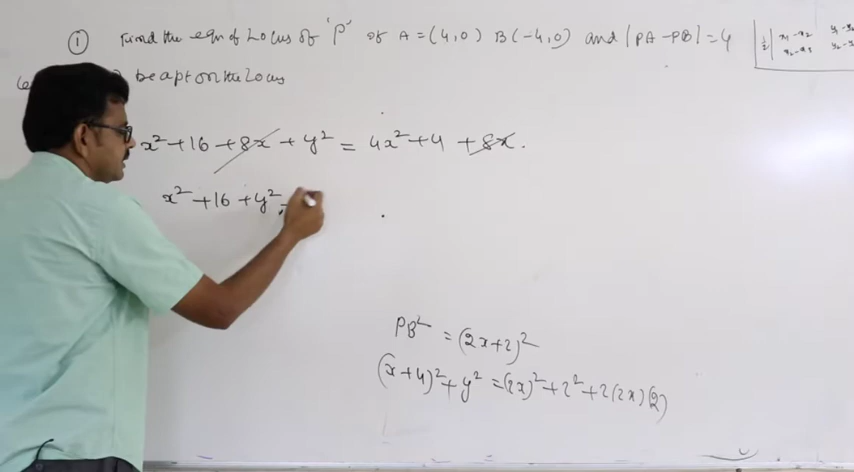 ① Find the eqn of Locus of 'P' of A = (4,0) B(-4,0) and |PA-PB| = 4
be a pt on the Locus
x² + 16 + 8x + y² = 4x² + 4 + 8x.
x² + 16 + y²
PB² = (2x+2)²
(x+4)² + y² = (2x)² + 2² + 2(2x)(2)